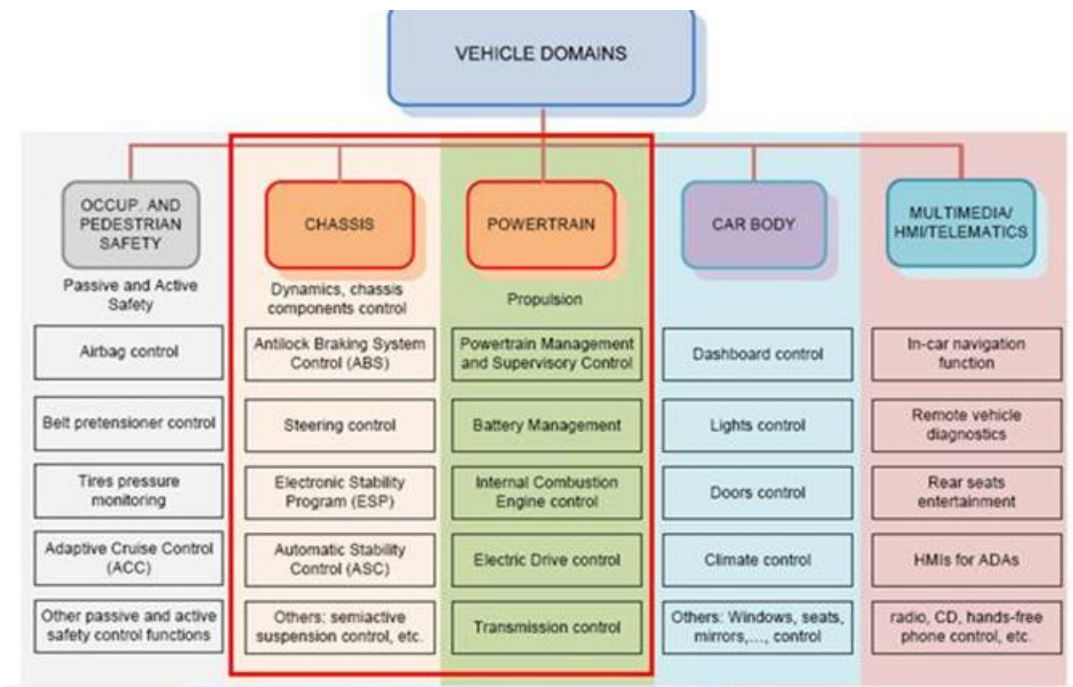 VEHICLE DOMAINS
OCCUP. AND
PEDESTRIAN
SAFETY
Passive and Active
Safety
Airbag control
Belt pretensioner control
Tires pressure
monitoring
Adaptive Cruise Control
(ACC)
Other passive and active
safety control functions
CHASSIS
Dynamics, chassis
components control
Antilock Braking System
Control (ABS)
Steering control
Electronic Stability
Program (ESP)
Automatic Stability
Control (ASC)
Others: semiactive
suspension control, etc.
POWERTRAIN
Propulsion
Powertrain Management
and Supervisory Control
Battery Management
Internal Combustion
Engine control
Electric Drive control
Transmission control
CAR BODY
Dashboard control
Lights control
Doors control
Climate control
Others: Windows, seats,
mirrors,..., control
MULTIMEDIA/
HMI/TELEMATICS
In-car navigation
function
Remote vehicle
diagnostics
Rear seats
entertainment
HMIs for ADAs
radio, CD, hands-free
phone control, etc.